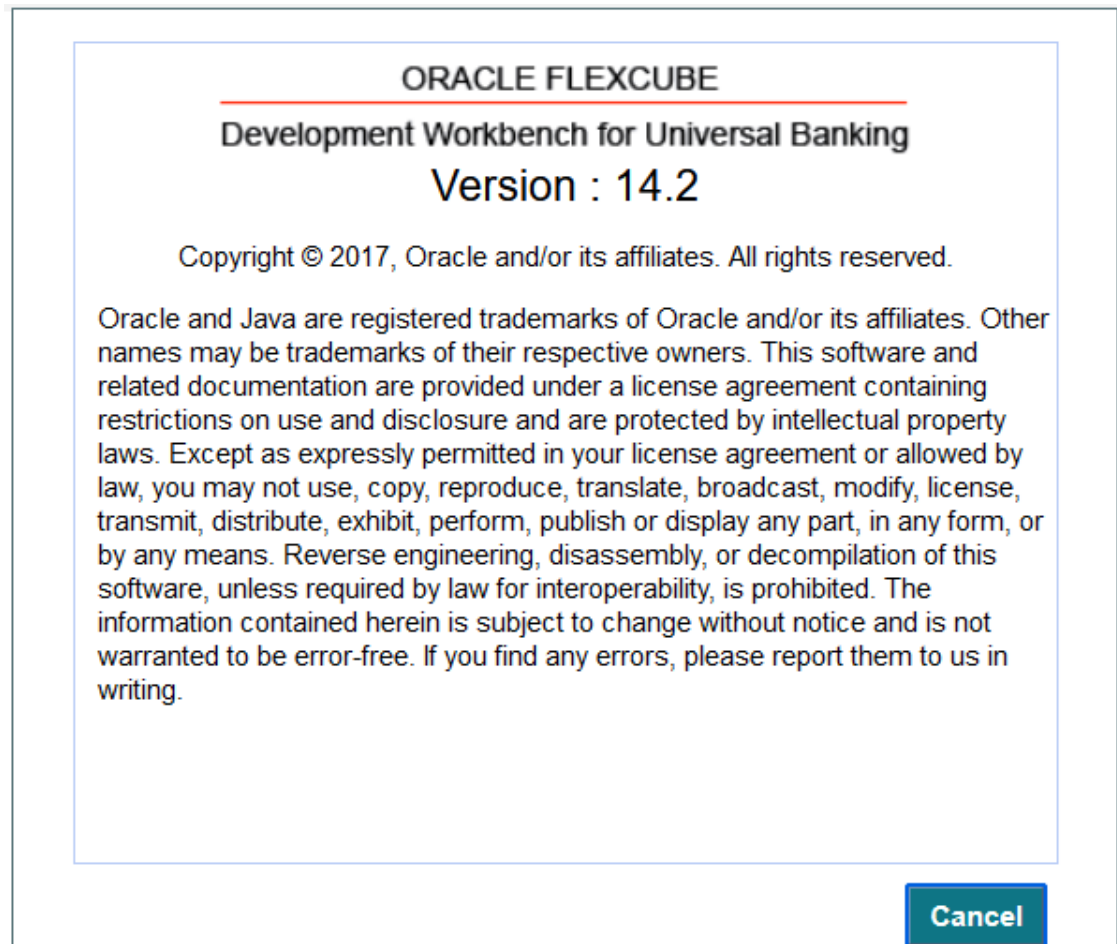 ORACLE FLEXCUBE
Development Workbench for Universal Banking
Version : 14.2
Copyright © 2017, Oracle and/or its affiliates. All rights reserved.
Oracle and Java are registered trademarks of Oracle and/or its affiliates. Other
names may be trademarks of their respective owners. This software and
related documentation are provided under a license agreement containing
restrictions on use and disclosure and are protected by intellectual property
laws. Except as expressly permitted in your license agreement or allowed by
law, you may not use, copy, reproduce, translate, broadcast, modify, license,
transmit, distribute, exhibit, perform, publish or display any part, in any form, or
by any means. Reverse engineering, disassembly, or decompilation of this
software, unless required by law for interoperability, is prohibited. The
information contained herein is subject to change without notice and is not
warranted to be error-free. If you find any errors, please report them to us in
writing.
Cancel